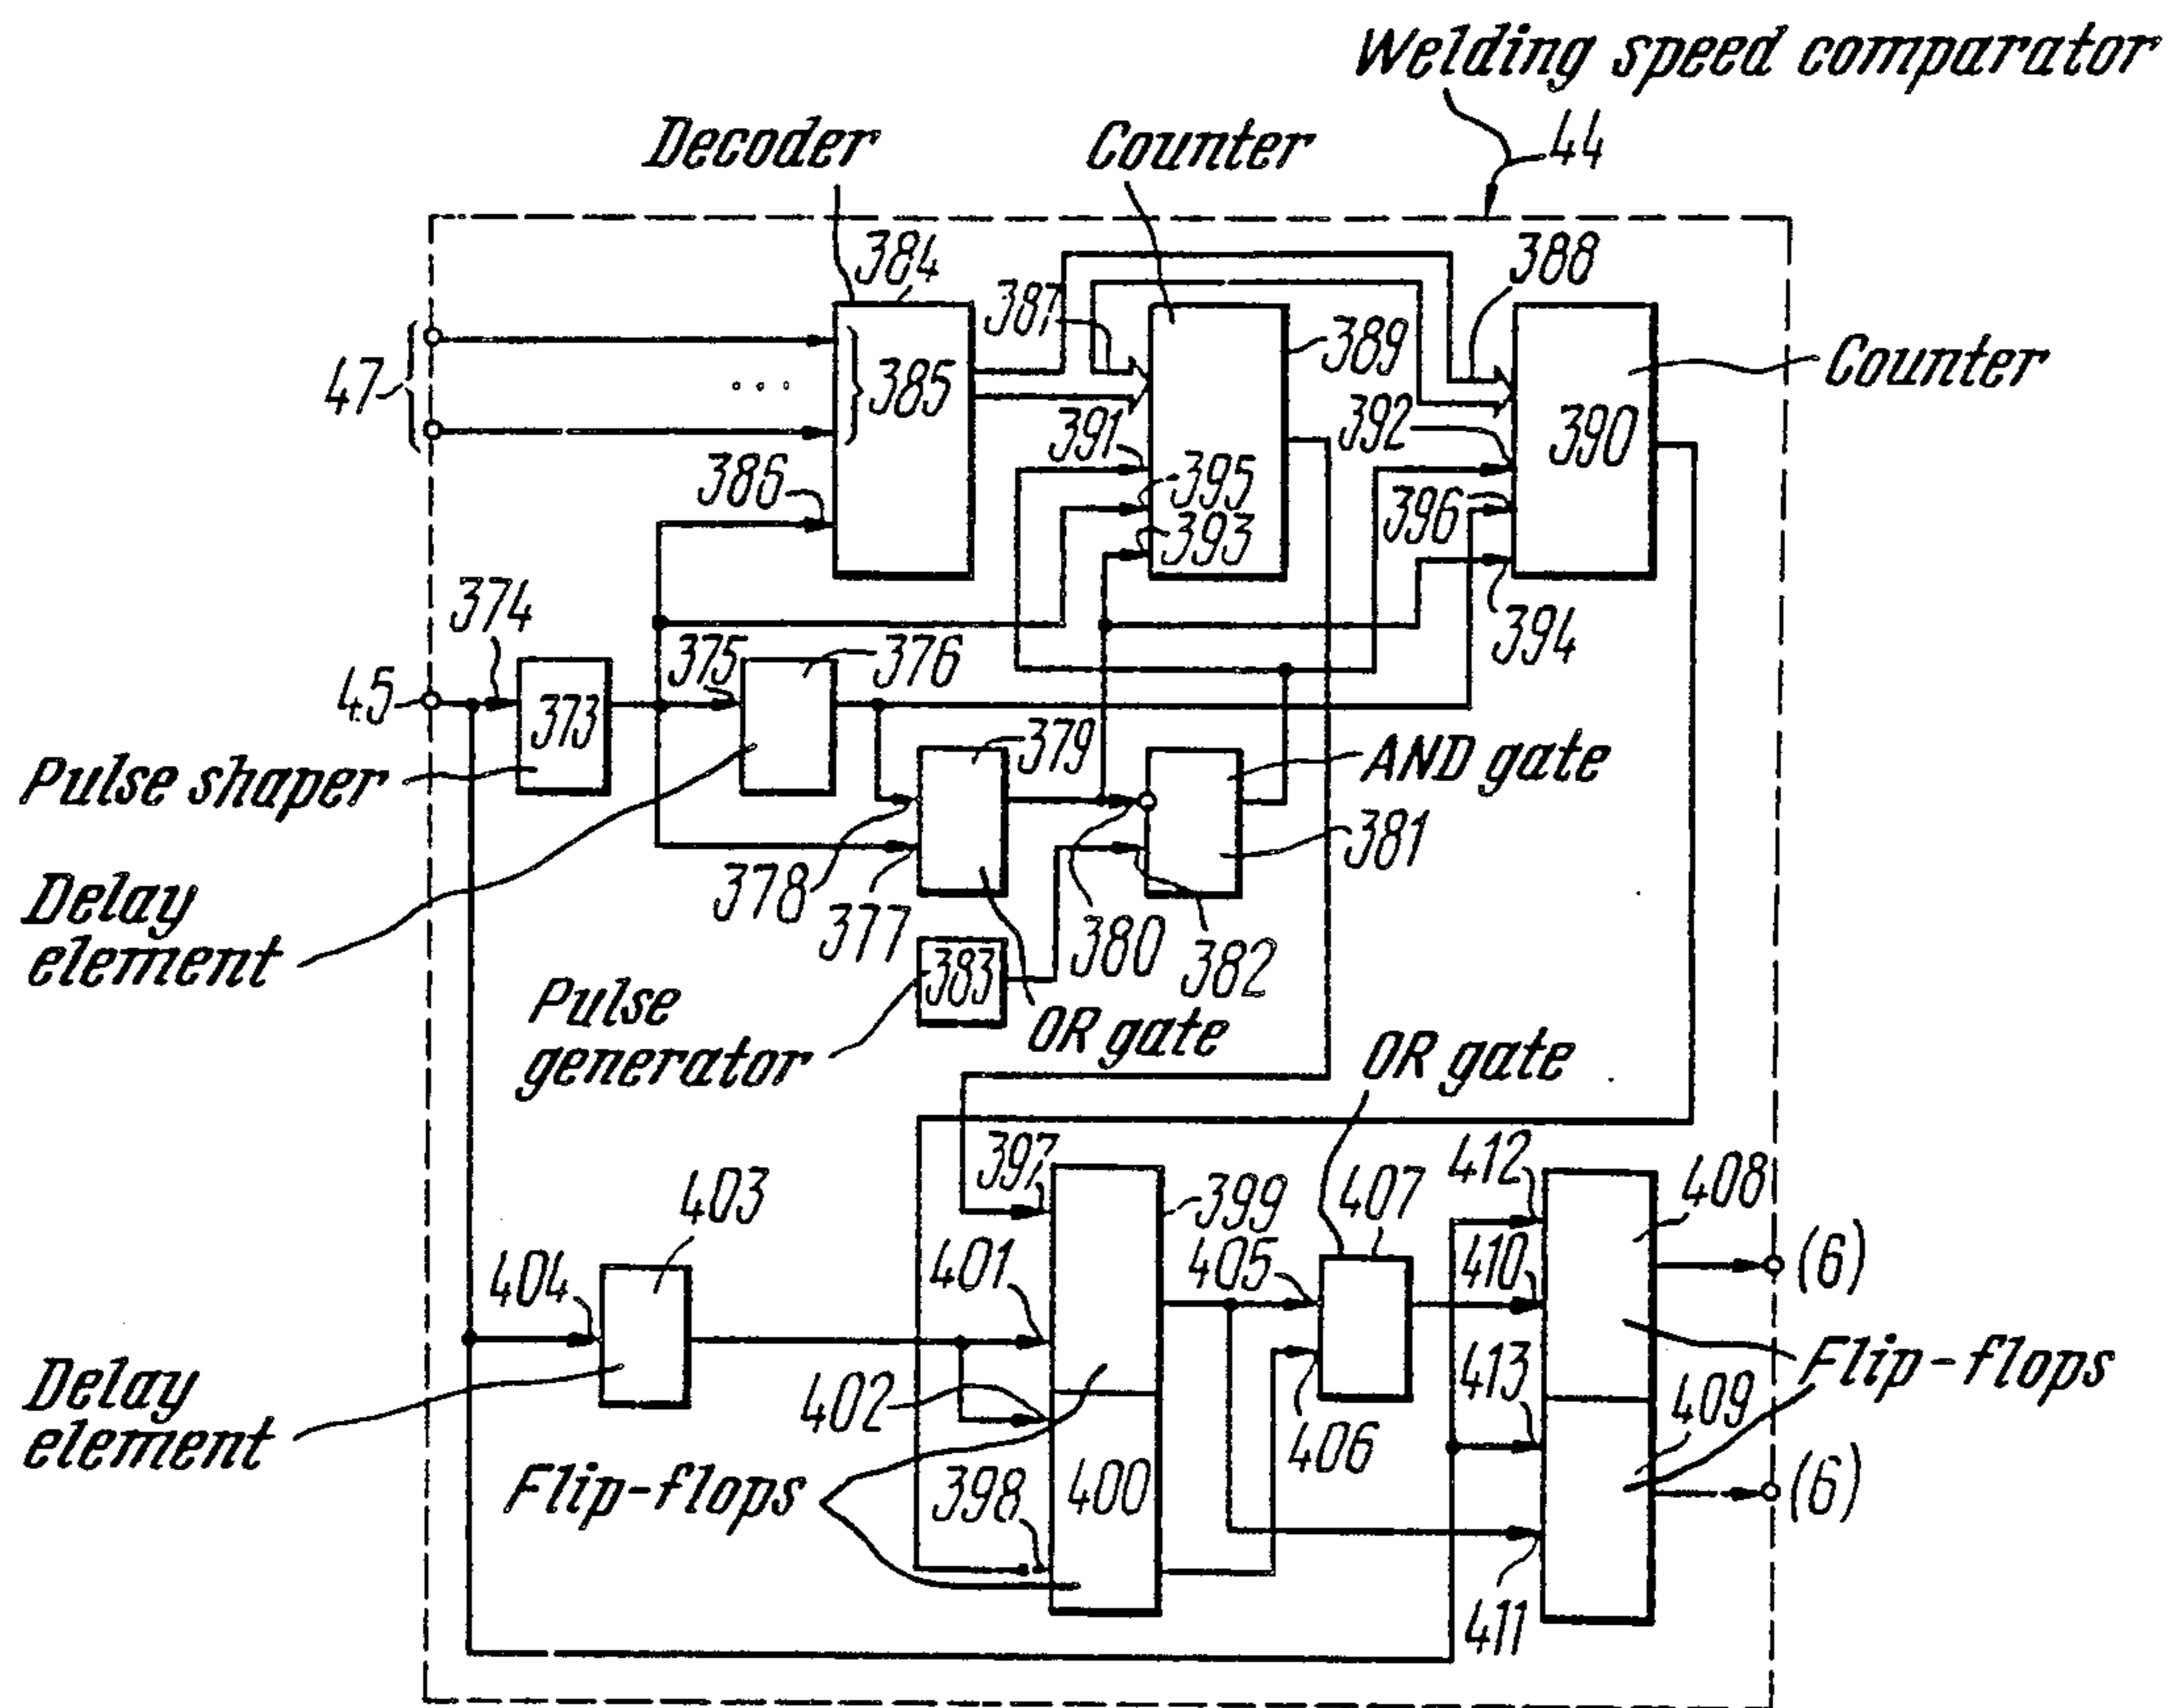 Welding speed comparator
44
Decoder
Counter
384
388
387
389
Counter
47
385
392
391
390
386
395
396
393
374
394
375
376
45
373
379
AND gate
Pulse shaper
381
378
Delay
element
377
380
382
383
Pulse
generator
OR gate
OR gate
397
412
408
403
399
407
(6)
404
401
405
410
Flip-flops
413
409
402
406
Delay
element
Flip-flops
398
400
(6)
411